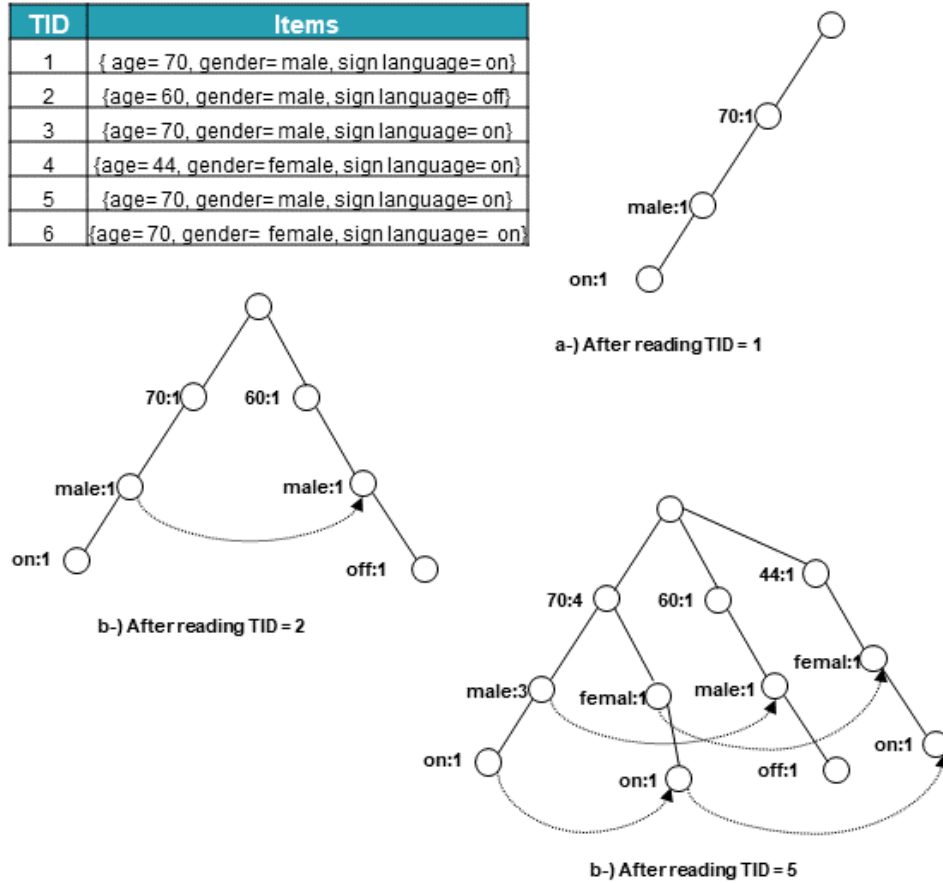 TID Items
1 { age= 70, gender= male, sign language= on}
2 {age= 60, gender= male, sign language= off}
3 {age= 70, gender= male, sign language= on}
4 {age= 44, gender= female, sign language= on}
5 {age= 70, gender= male, sign language= on}
6 {age= 70, gender= female, sign language= on}
70:1
male:1
on:1
a-) After reading TID = 1
70:1 60:1
male:1 male:1
on:1 off:1
b-) After reading TID = 2
70:4 60:1 44:1
male:3 femal:1 male:1 femal:1
on:1 on:1 off:1 on:1
b-) After reading TID = 5